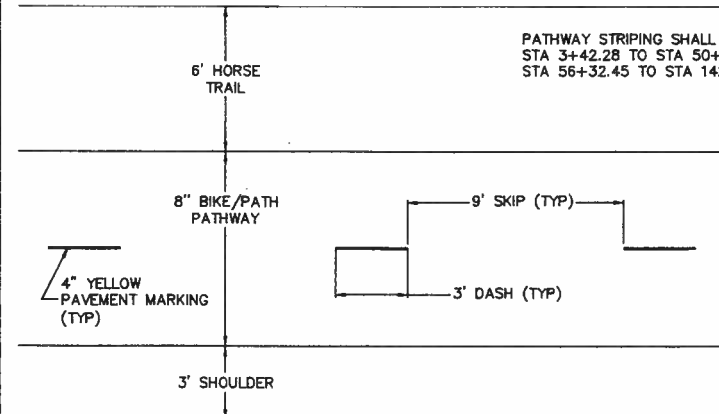 PATHWAY STRIPING SHALL
STA 3+42.28 TO STA 50+
STA 56+32.45 TO STA 142
6' HORSE
TRAIL
8" BIKE/PATH
PATHWAY
9' SKIP (TYP)
4" YELLOW
PAVEMENT MARKING
(TYP)
3' DASH (TYP)
3' SHOULDER